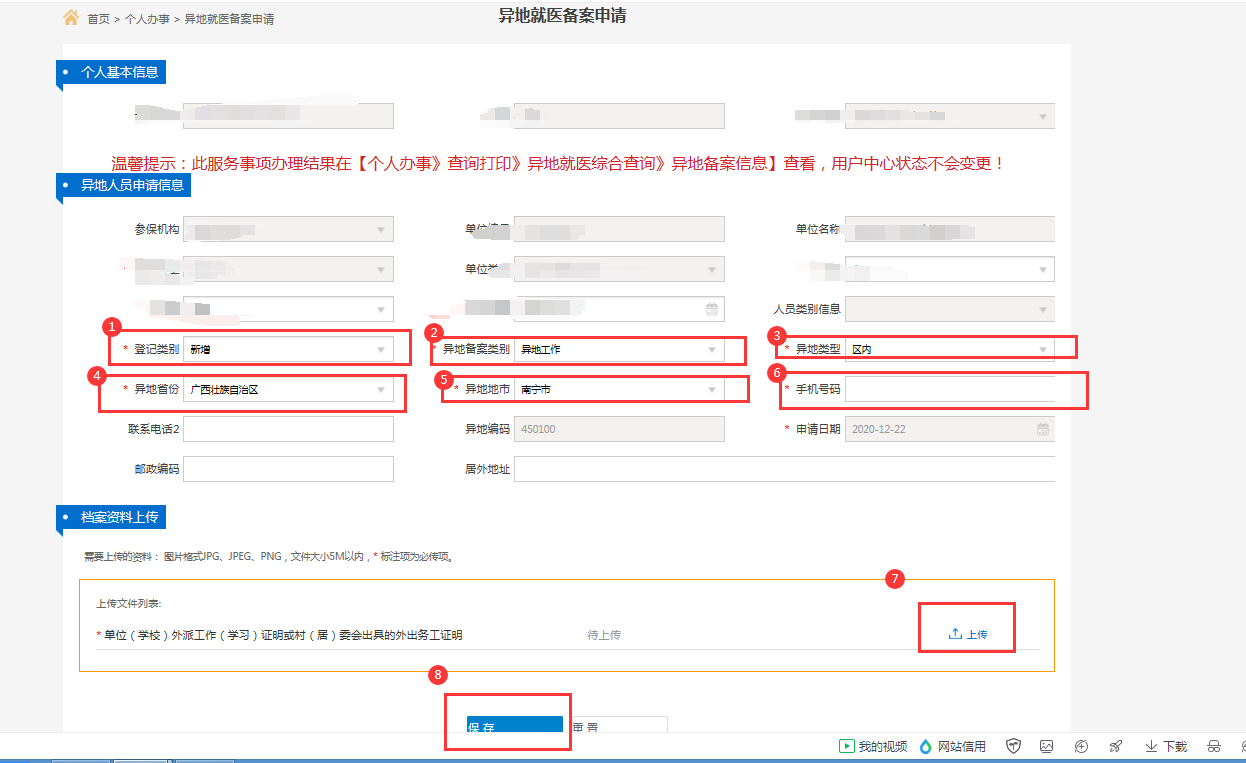 首页 > 个人办事 > 异地就医备案申请
异地就医备案申请
个人基本信息
温馨提示：此服务事项办理结果在【个人办事》查询打印》异地就医综合查询》异地备案信息】查看，用户中心状态不会变更！
异地人员申请信息
参保机构 单位 单位名称
单位类
人员类别信息
1 2 3
* 登记类别 新增 * 异地备案类别 异地工作 * 异地类型 区内
4 5 6
* 异地省份 广西壮族自治区 * 异地地市 南宁市 * 手机号码
联系电话2 异地编码 450100 * 申请日期 2020-12-22
邮政编码 居外地址
档案资料上传
需要上传的资料： 图片格式JPG、JPEG、PNG，文件大小5M以内，* 标注项为必传项。
7
上传文件列表:
* 单位（学校）外派工作（学习）证明或村（居）委会出具的外出务工证明 待上传 上传
8
保存 重置
我的视频 网站信用 下载